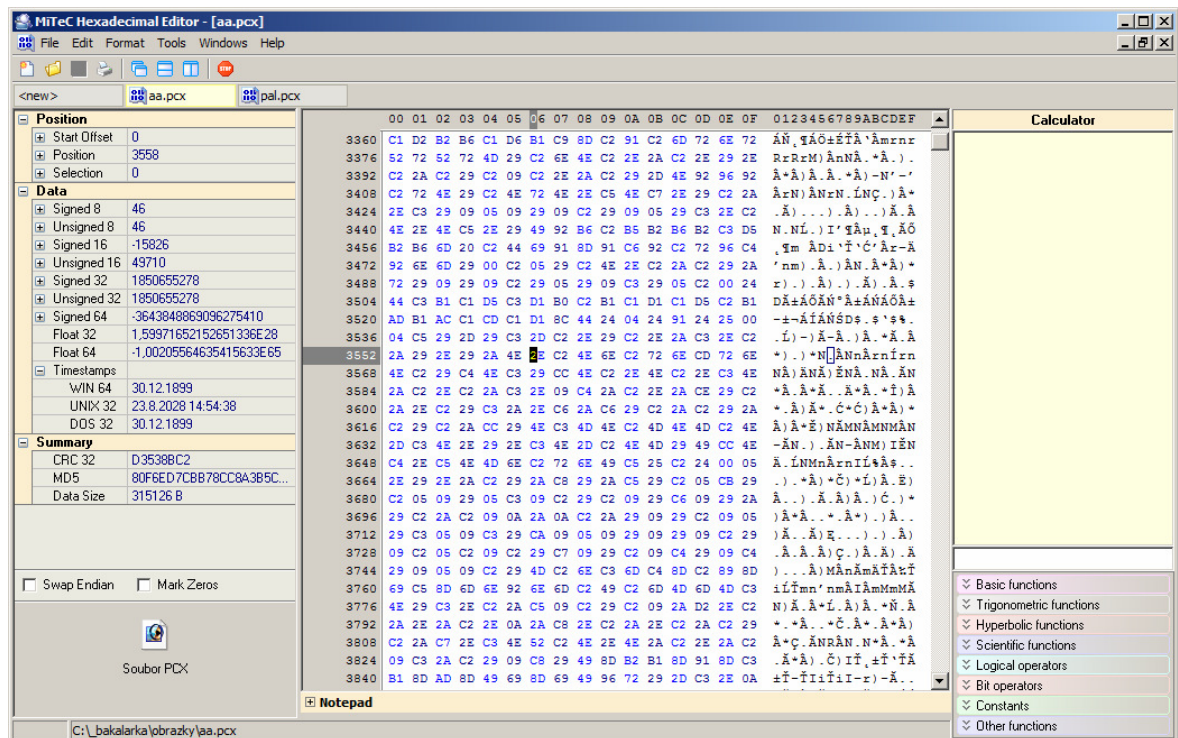 MiTeC Hexadecimal Editor - [aa.pcx]
File Edit Format Tools Windows Help
<new> aa.pcx pal.pcx
Position
Start Offset 0
Position 3558
Selection 0
Data
Signed 8 46
Unsigned 8 46
Signed 16 -15826
Unsigned 16 49710
Signed 32 1850655278
Unsigned 32 1850655278
Signed 64 -3643848869096275410
Float 32 1,59971652152651336E28
Float 64 -1,00205564635415633E65
Timestamps
WIN 64 30.12.1899
UNIX 32 23.8.2028 14:54:38
DOS 32 30.12.1899
Summary
CRC 32 D3538BC2
MD5 80F6ED7CBB78CC8A3B5C...
Data Size 315126 B
Swap Endian Mark Zeros
Soubor PCX
00 01 02 03 04 05 06 07 08 09 0A 0B 0C 0D 0E 0F 0123456789ABCDEF
3360 C1 D2 B2 B6 C1 D6 B1 C9 8D C2 91 C2 6D 72 6E 72
3376 52 72 52 72 4D 29 C2 6E 4E C2 2E 2A C2 2E 29 2E
3392 C2 2A C2 29 C2 09 C2 2E 2A C2 29 2D 4E 92 96 92
3408 C2 72 4E 29 C2 4E 72 4E 2E C5 4E C7 2E 29 C2 2A
3424 2E C3 29 09 05 09 29 09 C2 29 09 05 29 C3 2E C2
3440 4E 2E 4E C5 2E 29 49 92 B6 C2 B5 B2 B6 B2 C3 D5
3456 B2 B6 6D 20 C2 44 69 91 8D 91 C6 92 C2 72 96 C4
3472 92 6E 6D 29 00 C2 05 29 C2 4E 2E C2 2A C2 29 2A
3488 72 29 09 29 C2 29 05 29 09 C3 29 05 C2 00 24
3504 44 C3 B1 C1 D5 C3 D1 B0 C2 B1 C1 D1 C1 D5 C2 B1
3520 AD B1 AC C1 CD C1 D1 8C 44 24 04 24 91 24 25 00
3536 04 C5 29 2D 29 C3 2D C2 2E 29 C2 2E 2A C3 2E C2
3552 2A 29 2E 29 2A 4E 2E C2 4E 6E C2 72 6E CD 72 6E
3568 4E C2 29 C4 4E C3 29 CC 4E C2 2E 4E C2 2E C3 4E
3584 2A C2 2E C2 2A C3 2E 09 C4 2A C2 2E 2A CE 29 C2
3600 2A 2E C2 29 C3 2A 2E C6 2A C6 29 C2 2A C2 29 2A
3616 C2 29 C2 2A CC 29 4E C3 4D 4E C2 4D 4E 4D C2 4E
3632 2D C3 4E 2E 29 2E C3 4E 2D C2 4E 4D 29 49 CC 4E
3648 C4 2E C5 4E 4D 6E C2 72 6E 49 C5 25 C2 24 00 05
3664 2E 29 2E 2A C2 29 2A C8 29 2A C5 29 C2 05 CB 29
3680 C2 05 09 29 05 C3 09 C2 29 C2 09 29 C6 09 29 2A
3696 29 C2 2A C2 09 0A 2A 0A C2 2A 29 09 29 C2 09 05
3712 29 C3 05 09 C3 29 CA 09 05 09 29 09 29 09 C2 29
3728 09 C2 05 C2 09 C2 29 C7 09 29 C2 09 C4 29 09 C4
3744 29 09 05 09 C2 29 4D C2 6E C3 6D C4 8D C2 89 8D
3760 69 C5 8D 6D 6E 92 6E 6D C2 49 C2 6D 4D 6D 4D C3
3776 4E 29 C3 2E C2 2A C5 09 C2 29 C2 09 2A D2 2E C2
3792 2A 2E 2A C2 2E 0A 2A C8 2E C2 2A 2E C2 2A C2 29
3808 C2 2A C7 2E C3 4E 52 C2 4E 2E 4E 2A C2 2E 2A C2
3824 09 C3 2A C2 29 09 C8 29 49 8D B2 B1 8D 91 8D C3
3840 B1 8D AD 8D 49 69 8D 69 49 96 72 29 2D C3 2E 0A
Notepad
Calculator
Basic functions
Trigonometric functions
Hyperbolic functions
Scientific functions
Logical operators
Bit operators
Constants
Other functions
C:\_bakalarka\obrazky\aa.pcx